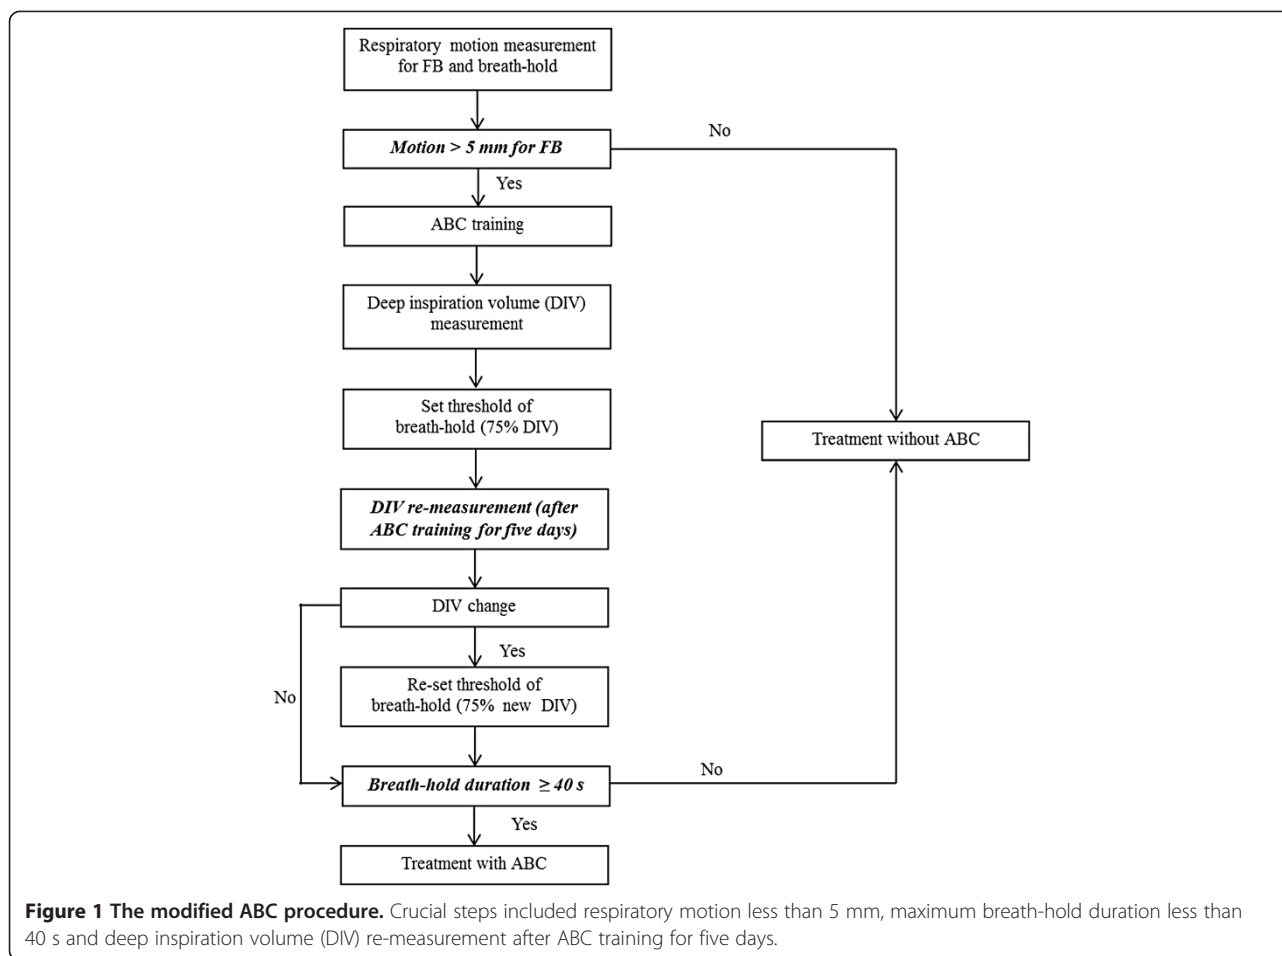 Respiratory motion measurement
for FB and breath-hold
Motion > 5 mm for FB
No
Yes
ABC training
Deep inspiration volume (DIV)
measurement
Set threshold of
breath-hold (75% DIV)
Treatment without ABC
DIV re-measurement (after
ABC training for five days)
DIV change
Yes
No
Re-set threshold of
breath-hold (75% new DIV)
Breath-hold duration ≥ 40 s
No
Yes
Treatment with ABC
Figure 1 The modified ABC procedure. Crucial steps included respiratory motion less than 5 mm, maximum breath-hold duration less than
40 s and deep inspiration volume (DIV) re-measurement after ABC training for five days.